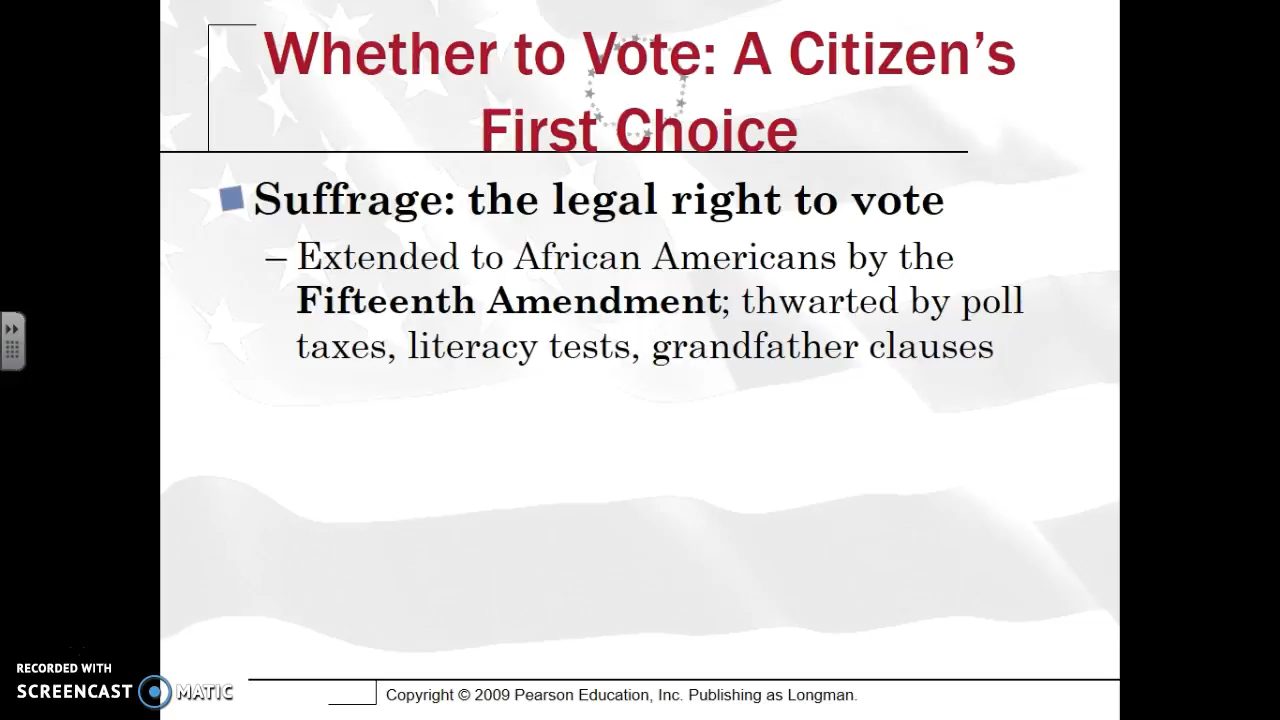 Whether to Vote: A Citizen’s
First Choice
Suffrage: the legal right to vote
– Extended to African Americans by the
Fifteenth Amendment; thwarted by poll
taxes, literacy tests, grandfather clauses
RECORDED WITH
SCREENCAST MATIC
Copyright © 2009 Pearson Education, Inc. Publishing as Longman.